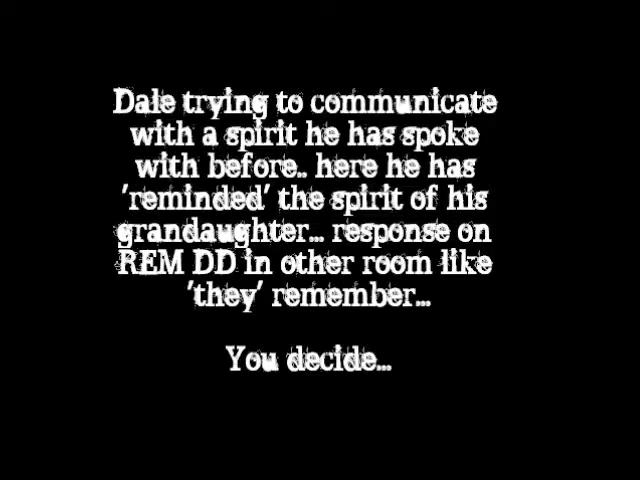 Dale trying to communicate
with a spirit he has spoke
with before.. here he has
'reminded' the spirit of his
grandaughter... response on
REM DD in other room like
'they' remember...
You decide...